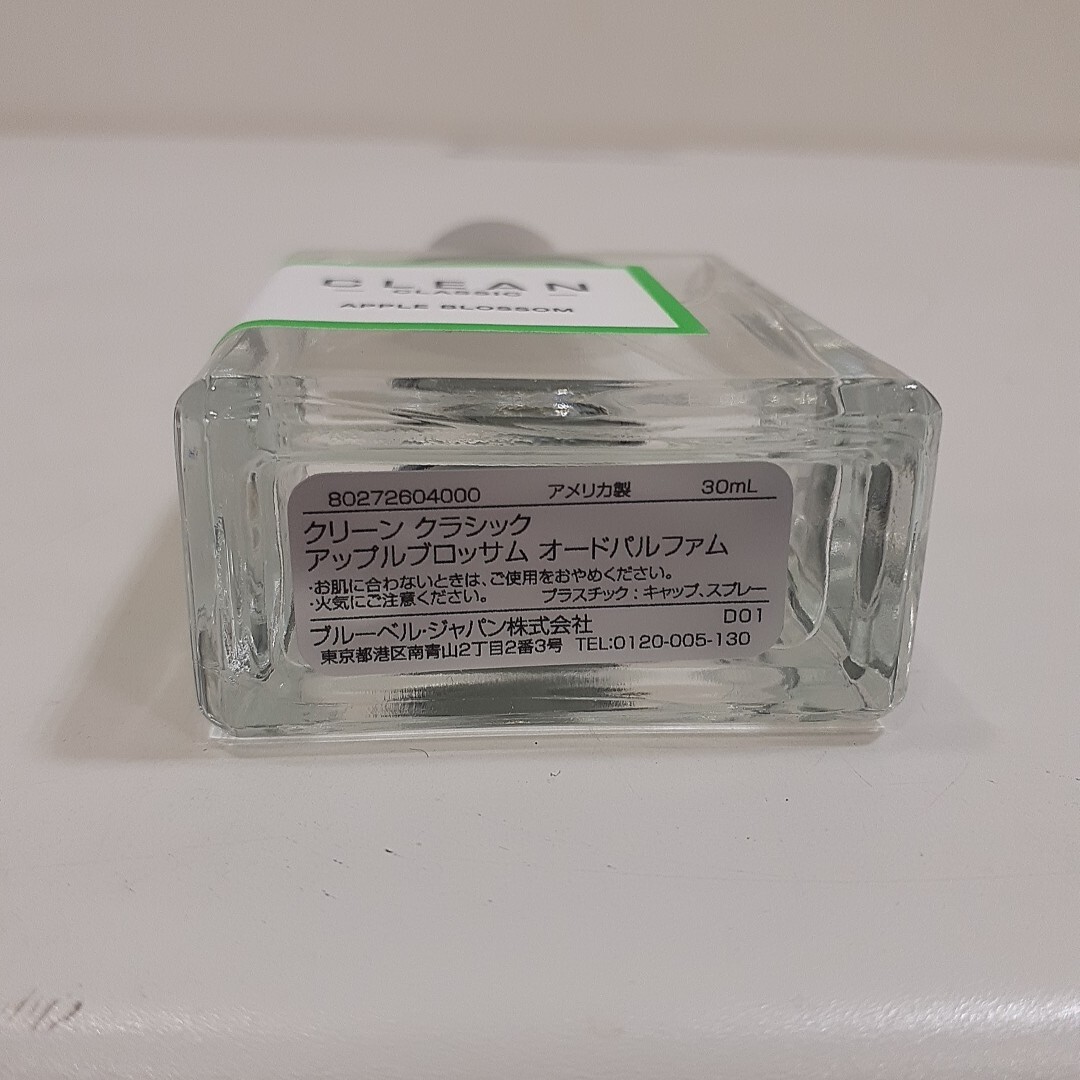 CLEAN
CLASSIC
APPLE BLOSSOM
80272604000 アメリカ製 30mL
クリーン クラシック
アップルブロッサム オードパルファム
・お肌に合わないときは、ご使用をおやめください。
・火気にご注意ください。 プラスチック:キャップ、スプレー
D01
ブルーベル・ジャパン株式会社
東京都港区南青山2丁目2番3号 TEL:0120-005-130